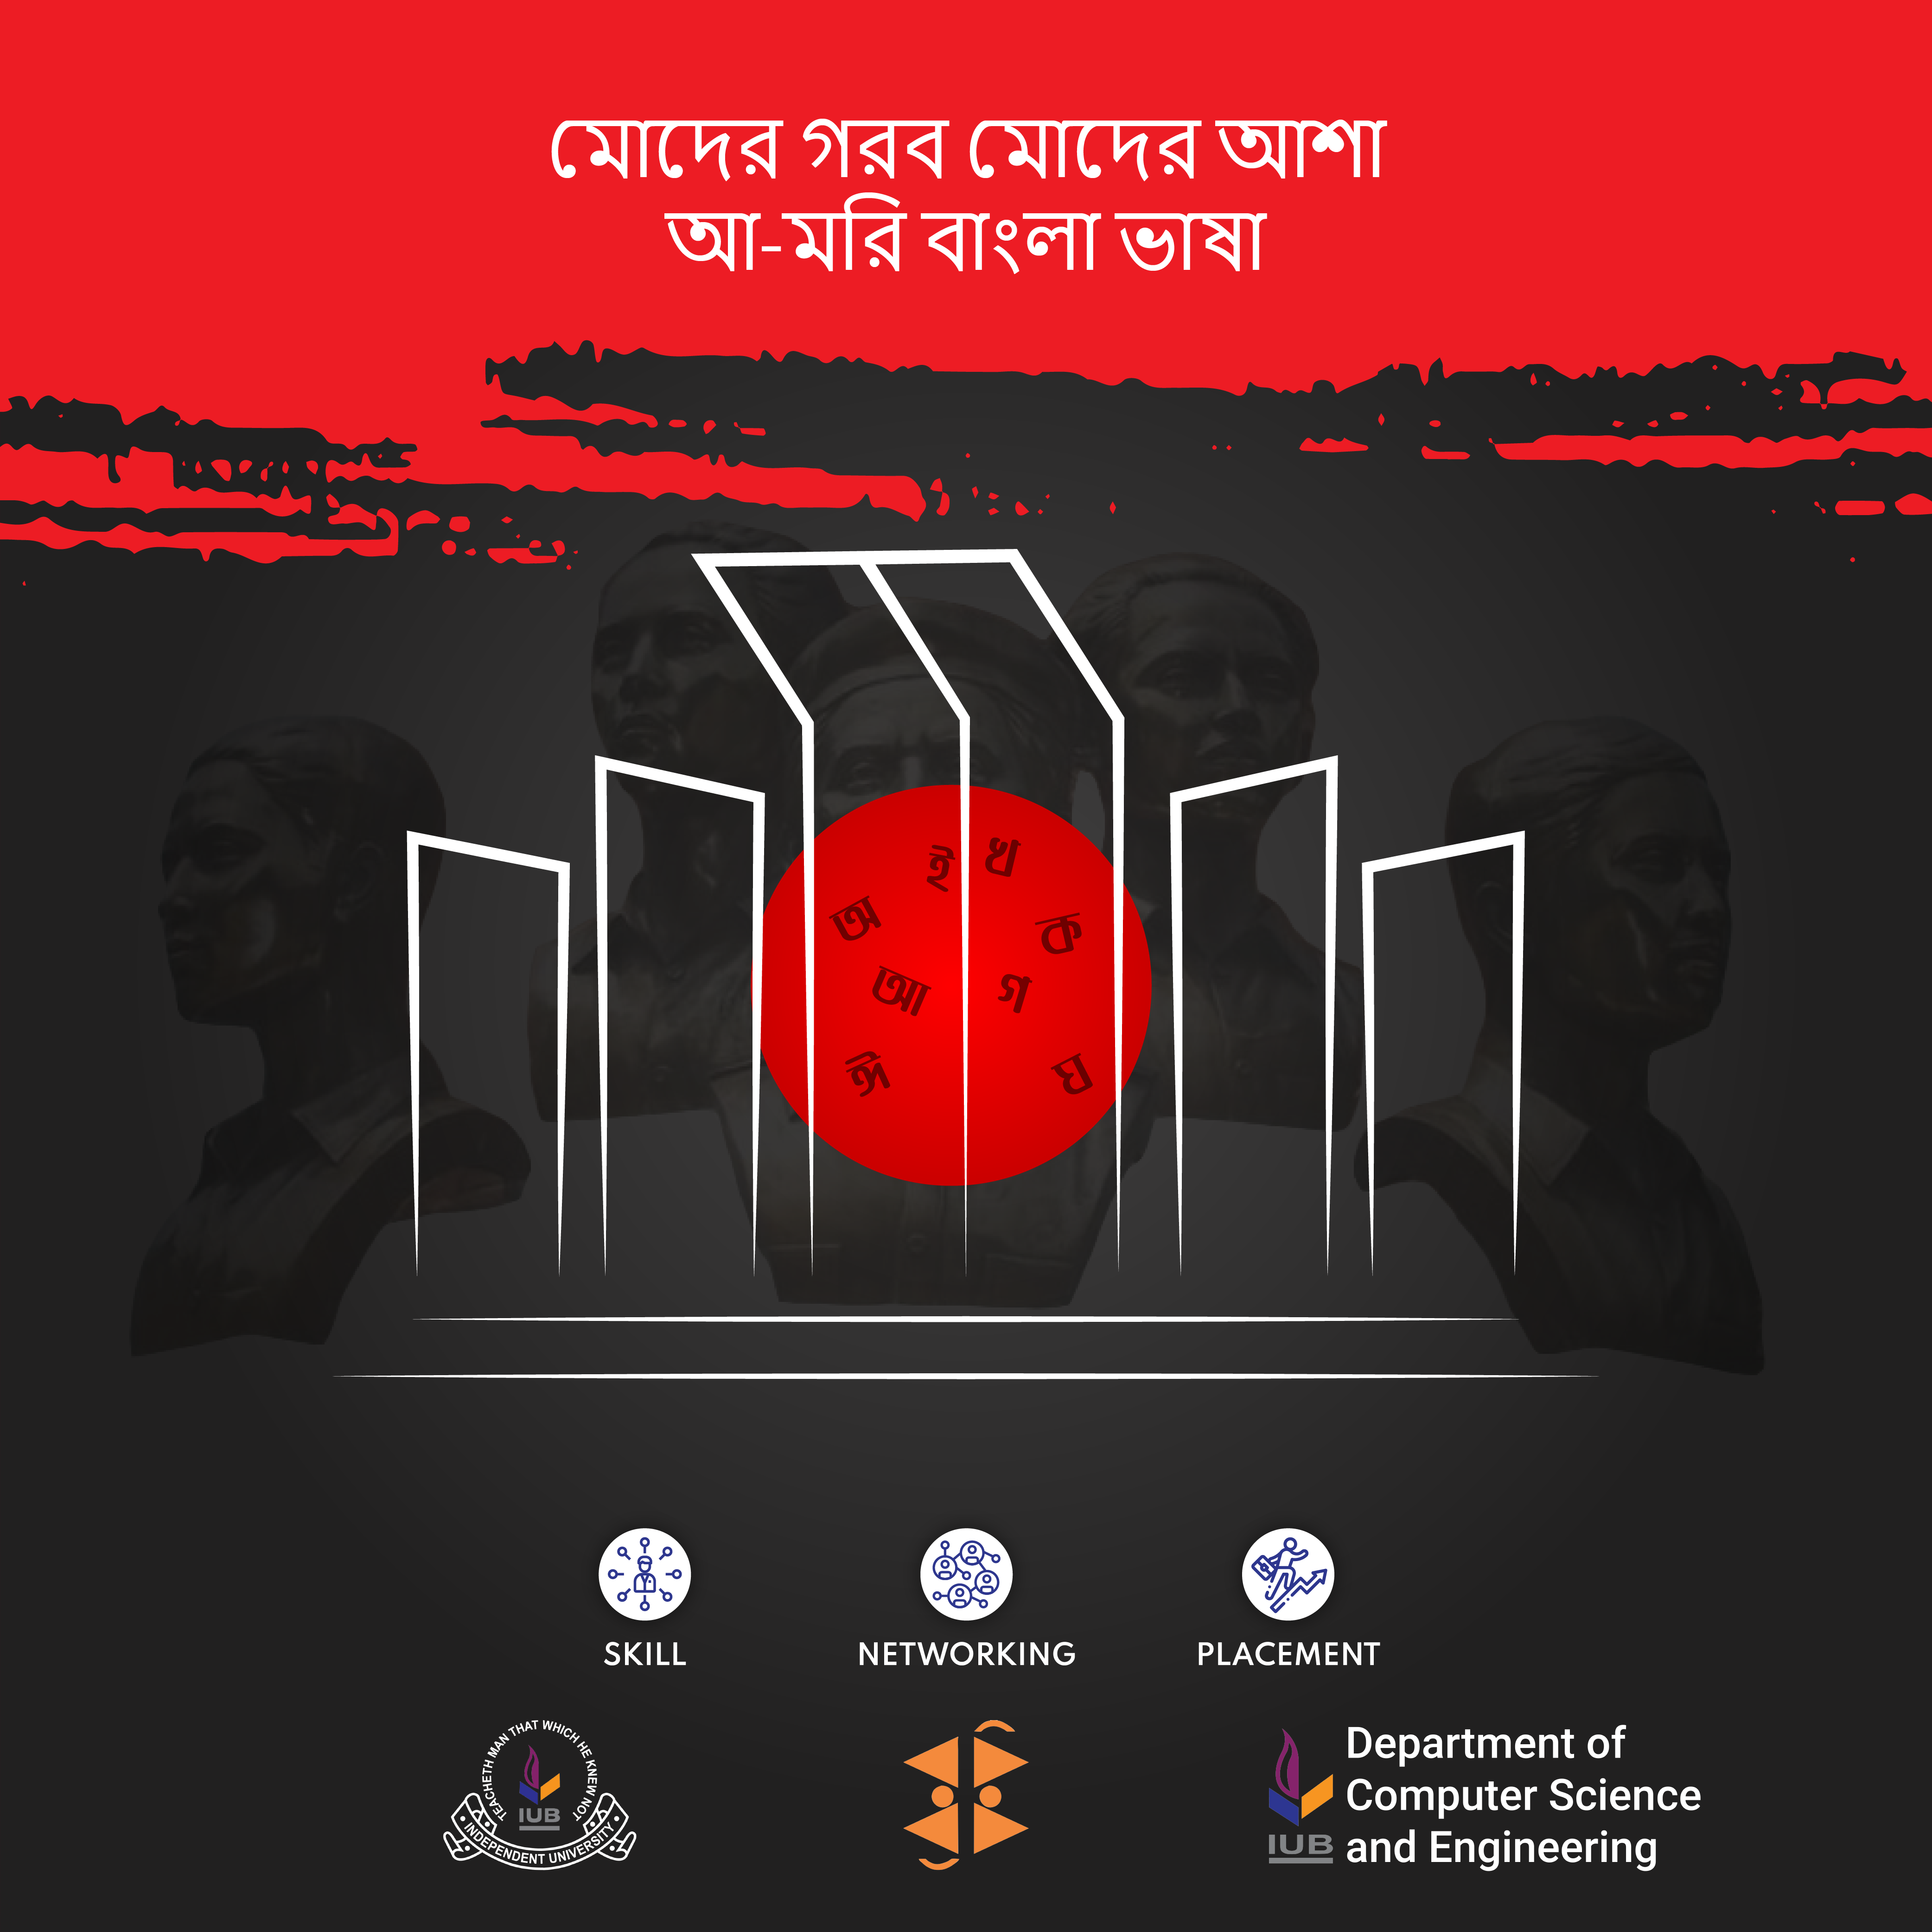 মোদের গরব মোদের আশা
আ-মরি বাংলা ভাষা
ই খ
অ ক
আ গ
ঈ ঘ
SKILL NETWORKING PLACEMENT
TEACHETH MAN THAT WHICH HE KNEW NOT
IUB
INDEPENDENT UNIVERSITY
IUB
Department of
Computer Science
and Engineering